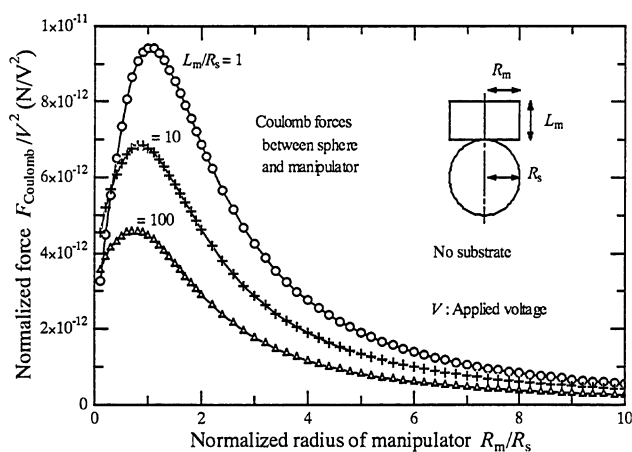 1x10⁻¹¹
8x10⁻¹²
6x10⁻¹²
4x10⁻¹²
2x10⁻¹²
0
Normalized force F_Coulomb/V² (N/V²)
L_m/R_s = 1
= 10
= 100
Coulomb forces
between sphere
and manipulator
R_m
L_m
R_s
No substrate
V : Applied voltage
0 2 4 6 8 10
Normalized radius of manipulator R_m/R_s